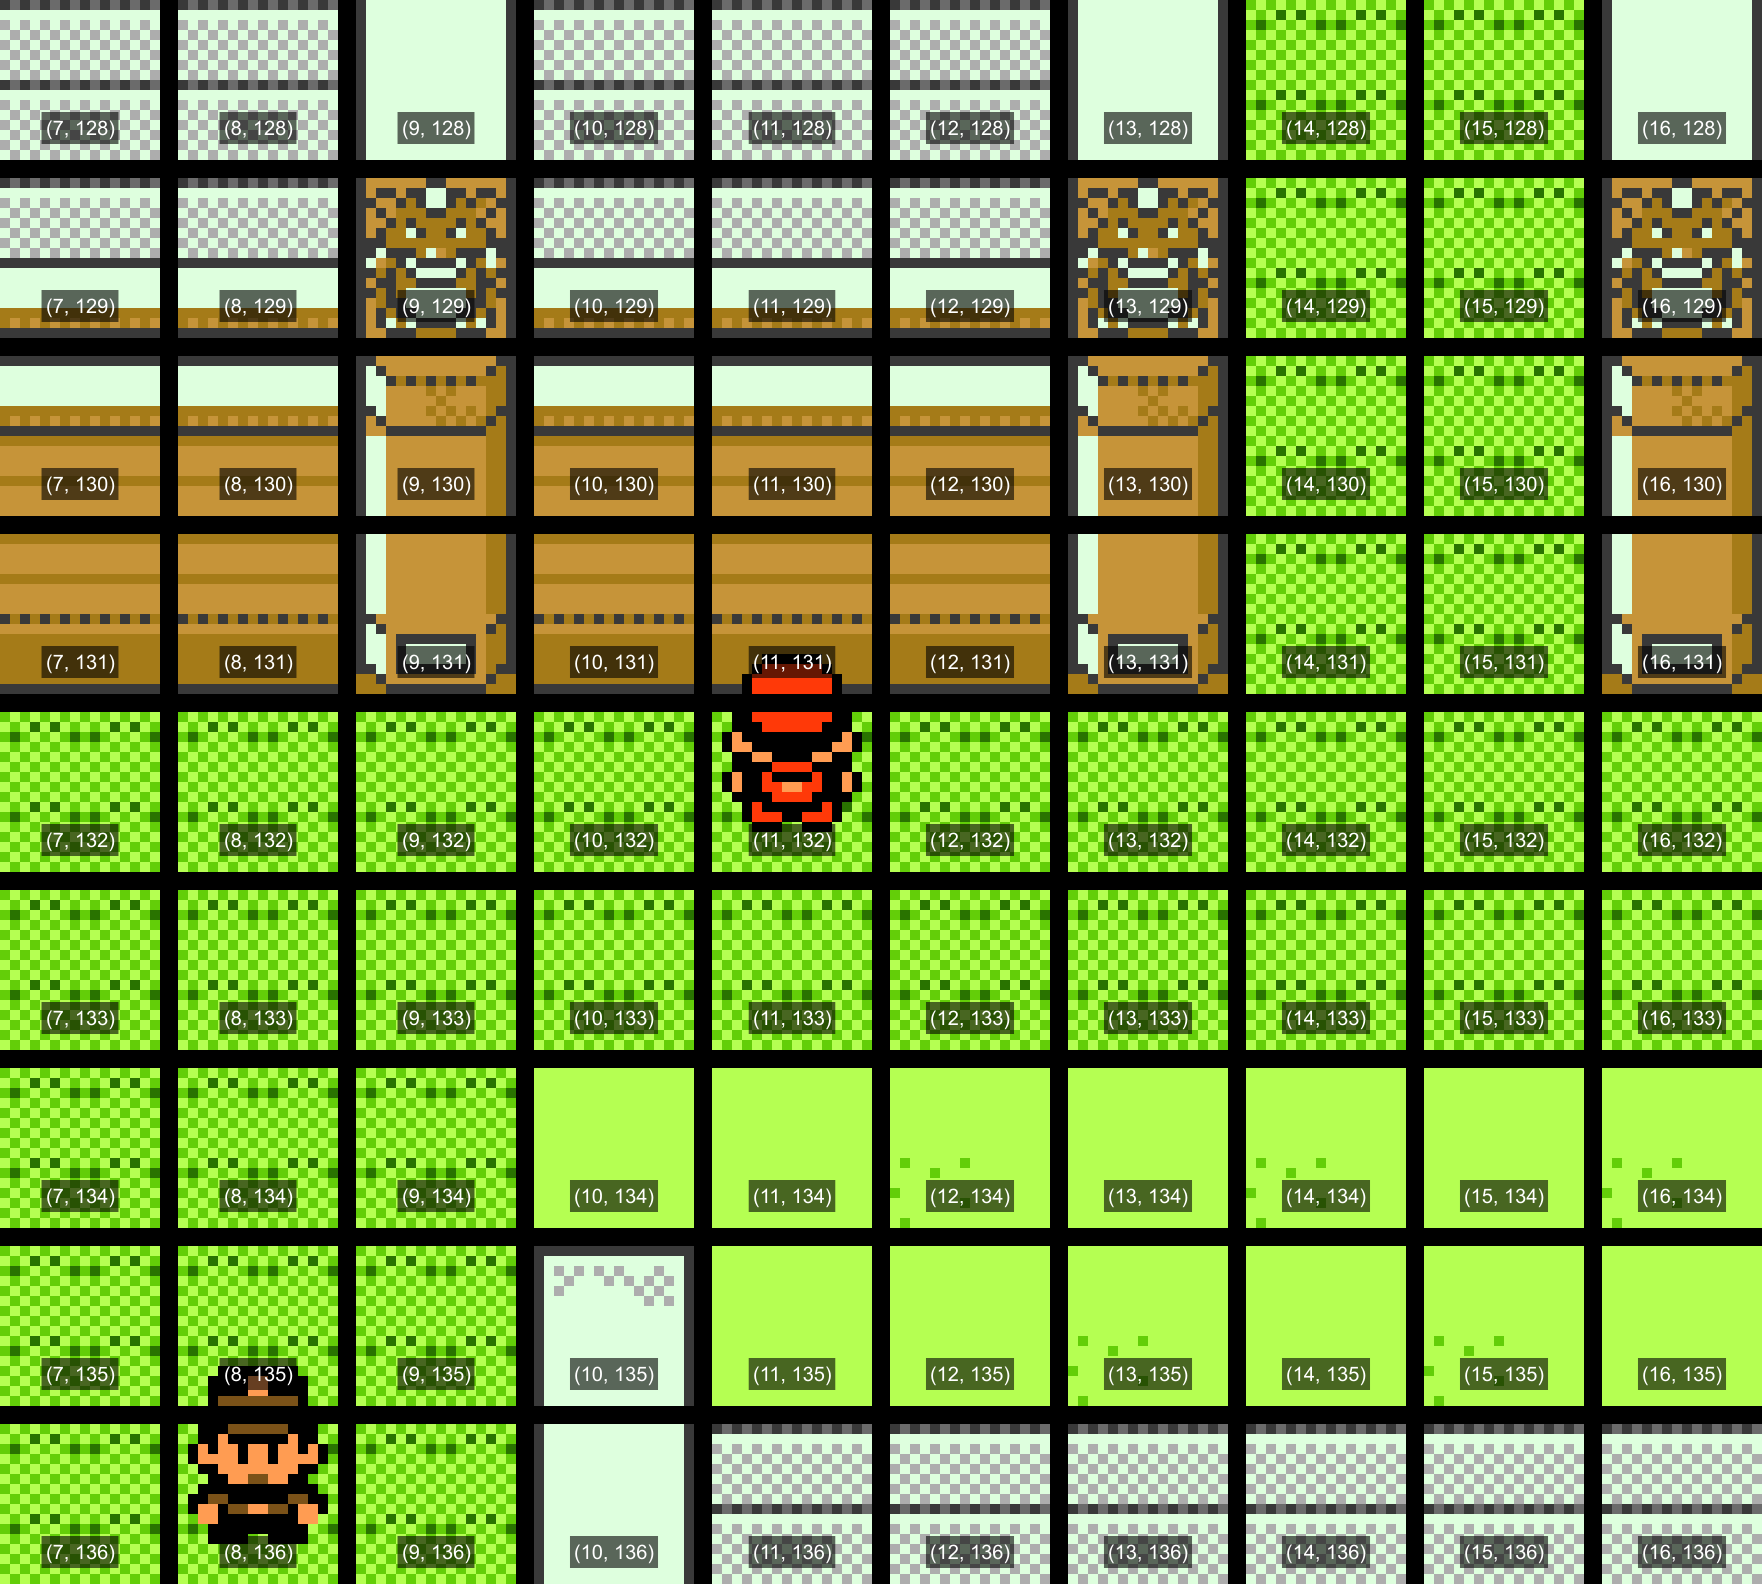 (7, 128) (8, 128) (9, 128) (10, 128) (11, 128) (12, 128) (13, 128) (14, 128) (15, 128) (16, 128)
(7, 129) (8, 129) (9, 129) (10, 129) (11, 129) (12, 129) (13, 129) (14, 129) (15, 129) (16, 129)
(7, 130) (8, 130) (9, 130) (10, 130) (11, 130) (12, 130) (13, 130) (14, 130) (15, 130) (16, 130)
(7, 131) (8, 131) (9, 131) (10, 131) (11, 131) (12, 131) (13, 131) (14, 131) (15, 131) (16, 131)
(7, 132) (8, 132) (9, 132) (10, 132) (11, 132) (12, 132) (13, 132) (14, 132) (15, 132) (16, 132)
(7, 133) (8, 133) (9, 133) (10, 133) (11, 133) (12, 133) (13, 133) (14, 133) (15, 133) (16, 133)
(7, 134) (8, 134) (9, 134) (10, 134) (11, 134) (12, 134) (13, 134) (14, 134) (15, 134) (16, 134)
(7, 135) (8, 135) (9, 135) (10, 135) (11, 135) (12, 135) (13, 135) (14, 135) (15, 135) (16, 135)
(7, 136) (8, 136) (9, 136) (10, 136) (11, 136) (12, 136) (13, 136) (14, 136) (15, 136) (16, 136)